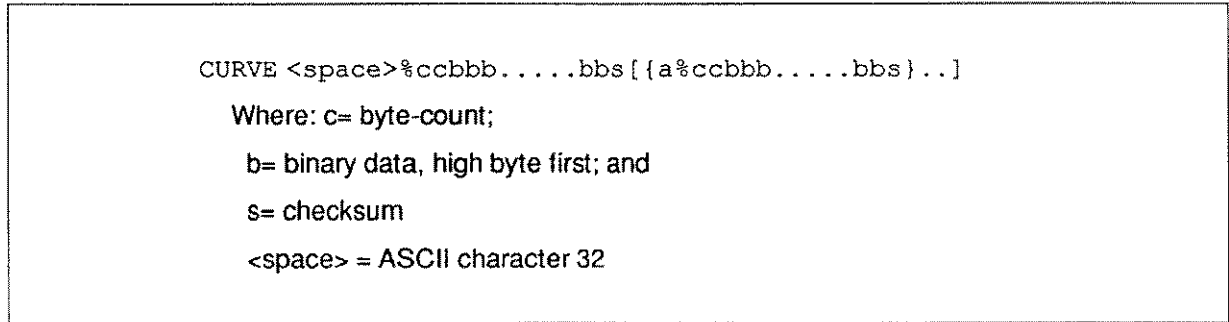 CURVE <space>%ccbbb.....bbs[{a%ccbbb.....bbs}..]
Where: c= byte-count;
b= binary data, high byte first; and
s= checksum
<space> = ASCII character 32